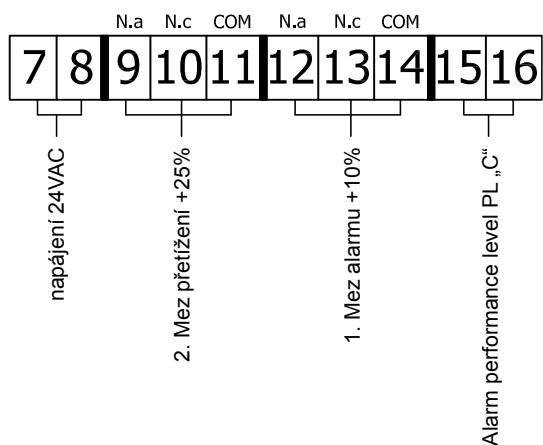 N.a N.c COM N.a N.c COM
7 8 9 10 11 12 13 14 15 16
napájení 24VAC
2. Mez přetížení +25%
1. Mez alarmu +10%
Alarm performance level PL „C“